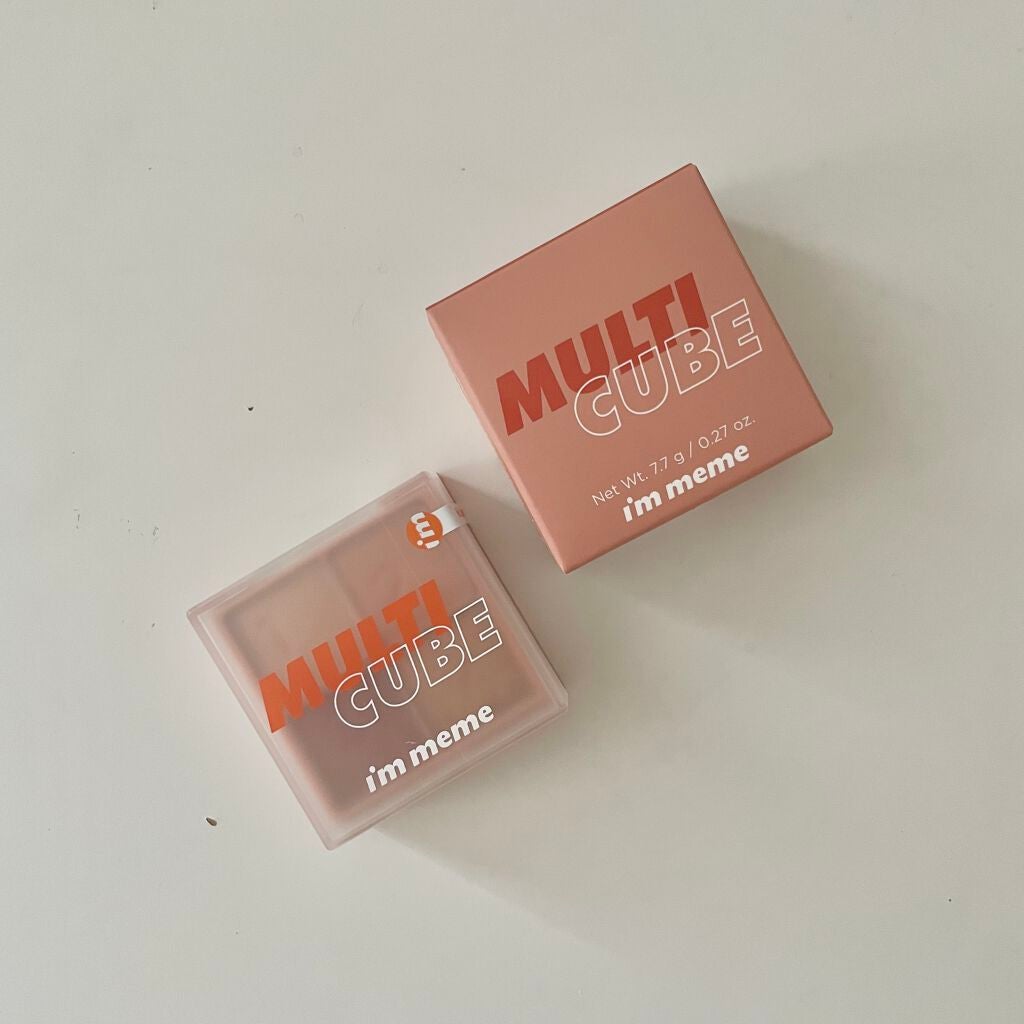 MULTI
CUBE
Net Wt. 7.7 g / 0.27 oz.
i'm meme
i'm
MULTI
CUBE
i'm meme